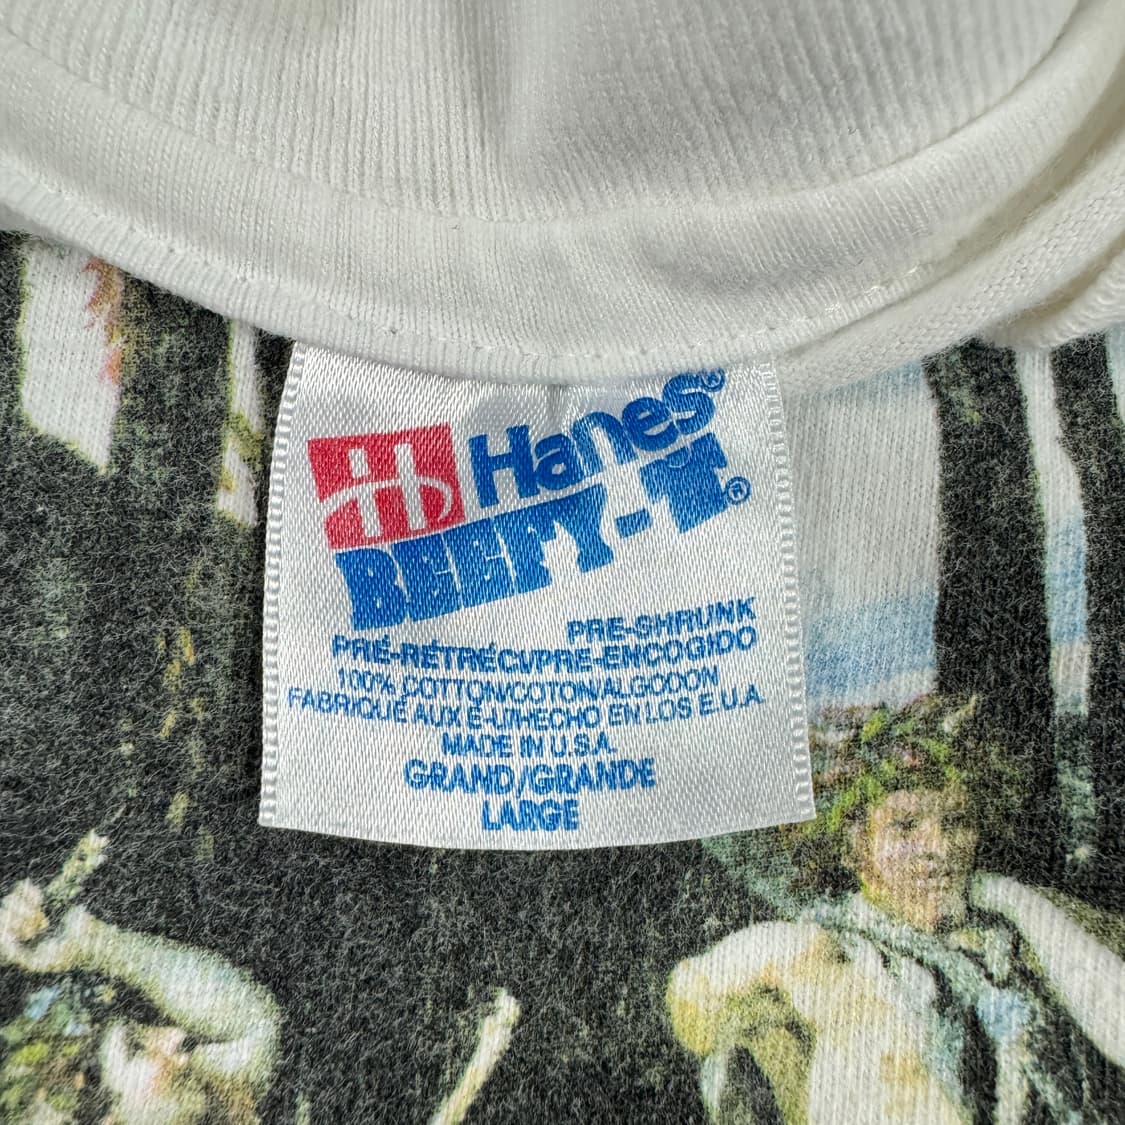 Hanes®
BEEFY-T®
PRE-SHRUNK
PRÉ-RÉTRÉCI/PRE-ENCOGIDO
100% COTTON/COTON/ALGODON
FABRIQUÉ AUX É-U/HECHO EN LOS E.U.A.
MADE IN U.S.A.
GRAND/GRANDE
LARGE